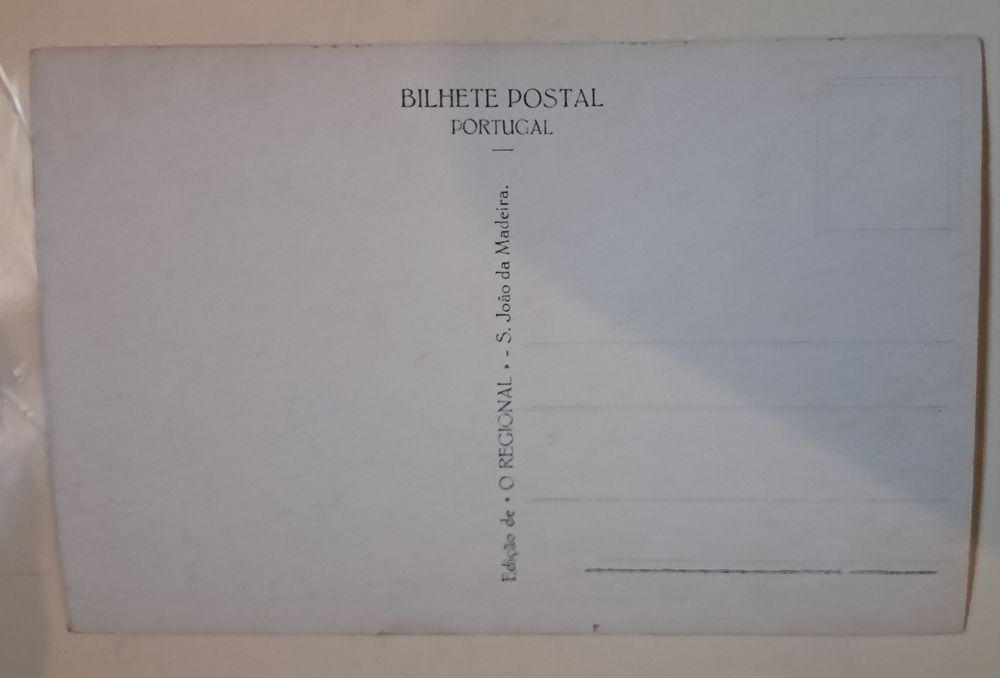 BILHETE POSTAL
PORTUGAL
Edição de « O REGIONAL » - S. João da Madeira.